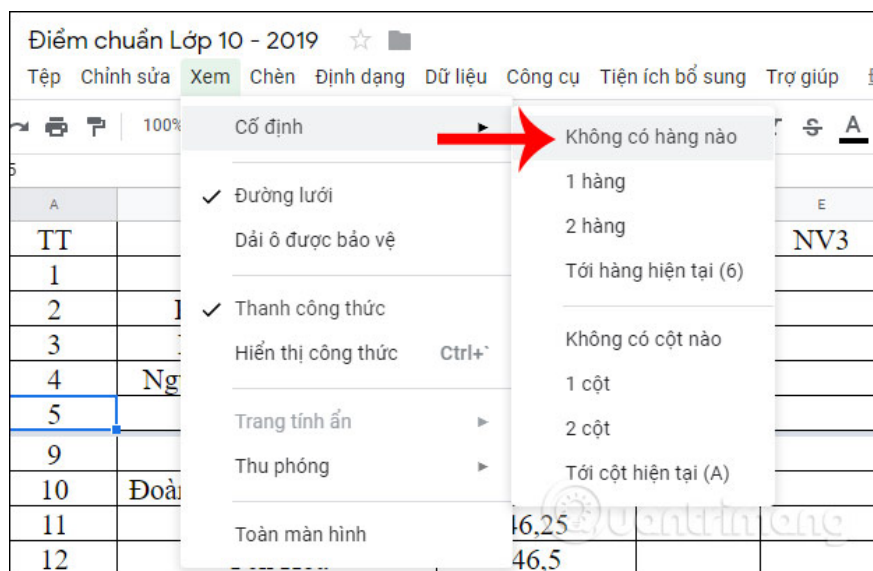 Điểm chuẩn Lớp 10 - 2019
Tệp Chỉnh sửa Xem Chèn Định dạng Dữ liệu Công cụ Tiện ích bổ sung Trợ giúp
100% S A
5
A E
Cố định
Đường lưới
Dải ô được bảo vệ
Thanh công thức
Hiển thị công thức Ctrl+`
Trang tính ẩn
Thu phóng
Toàn màn hình
Không có hàng nào
1 hàng
2 hàng
Tới hàng hiện tại (6)
Không có cột nào
1 cột
2 cột
Tới cột hiện tại (A)
TT NV3
1
2
3
4
5
9
10 Đoàn
11 46,25
12 46,5
Quantrimang